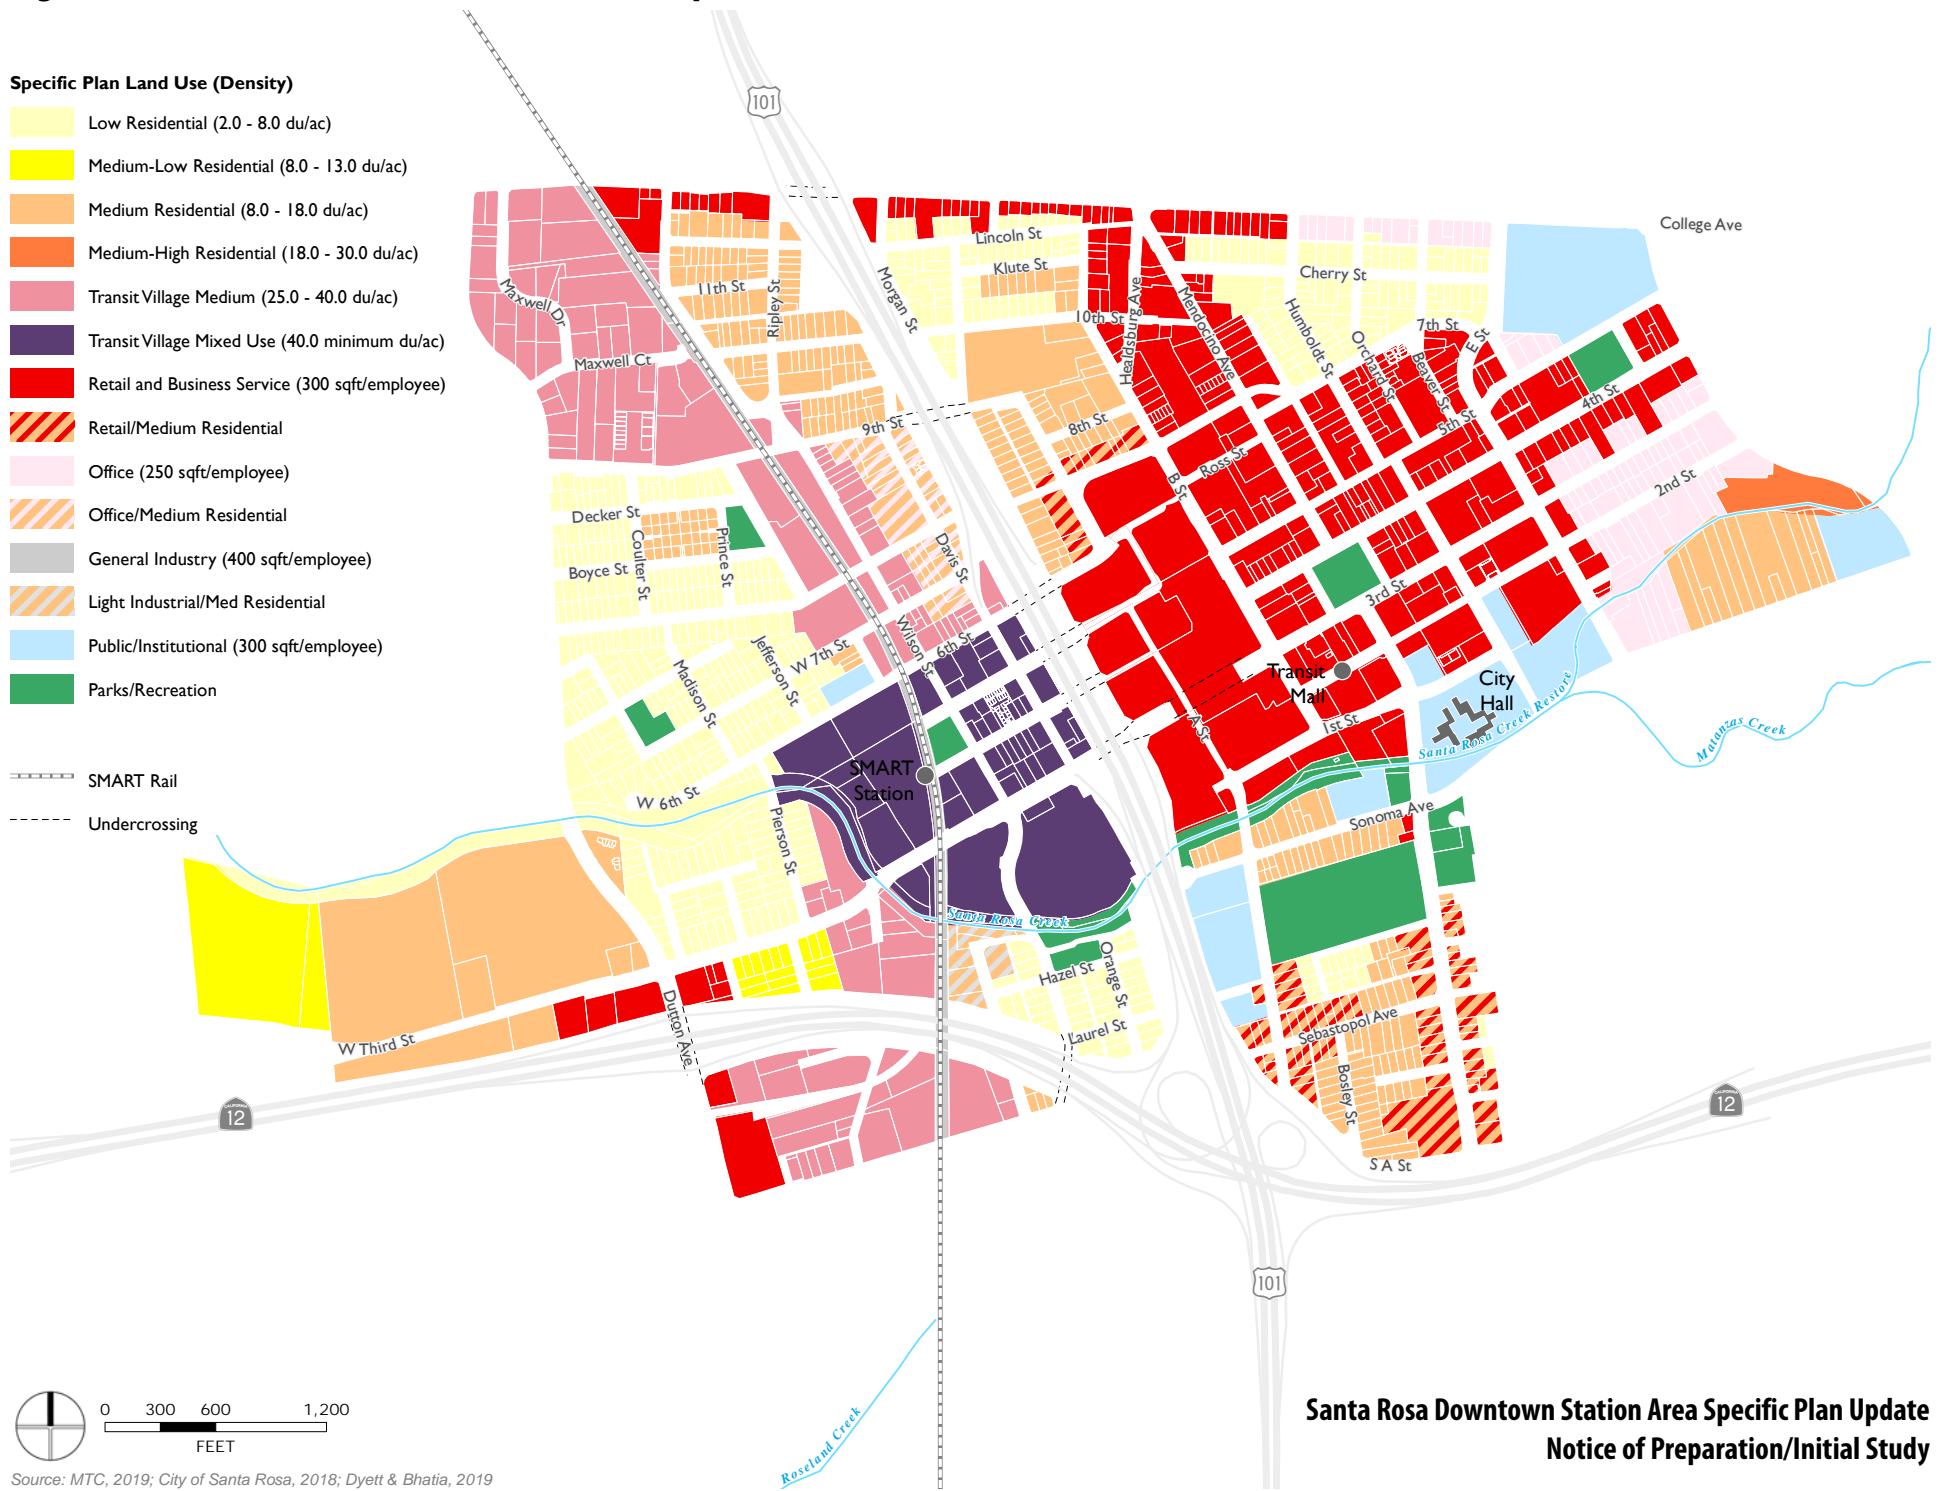 Specific Plan Land Use (Density)
Low Residential (2.0 - 8.0 du/ac)
Medium-Low Residential (8.0 - 13.0 du/ac)
Medium Residential (8.0 - 18.0 du/ac)
Medium-High Residential (18.0 - 30.0 du/ac)
Transit Village Medium (25.0 - 40.0 du/ac)
Transit Village Mixed Use (40.0 minimum du/ac)
Retail and Business Service (300 sqft/employee)
Retail/Medium Residential
Office (250 sqft/employee)
Office/Medium Residential
General Industry (400 sqft/employee)
Light Industrial/Med Residential
Public/Institutional (300 sqft/employee)
Parks/Recreation
SMART Rail
Undercrossing
101
College Ave
Lincoln St
Klute St
Cherry St
11th St
Ripley St
Morgan St
Maxwell Dr
Maxwell Ct
10th St
Healdsburg Ave
Mendocino Ave
Humboldt St
Orchard St
7th St
E St
Beaver St
5th St
4th St
9th St
8th St
Ross St
B St
2nd St
Decker St
Coulter St
Prince St
Boyce St
Davis St
3rd St
Wilson St
6th St
W 7th St
Jefferson St
Madison St
Transit
Mall
City
Hall
A St
1st St
Santa Rosa Creek Restore
Matanzas Creek
SMART
Station
W 6th St
Pierson St
Sonoma Ave
Santa Rosa Creek
Hazel St
Orange St
Laurel St
Dutton Ave
W Third St
Sebastopol Ave
Bosley St
S A St
CALIFORNIA
12
CALIFORNIA
12
101
Roseland Creek
0 300 600 1,200
FEET
Source: MTC, 2019; City of Santa Rosa, 2018; Dyett & Bhatia, 2019
Santa Rosa Downtown Station Area Specific Plan Update
Notice of Preparation/Initial Study